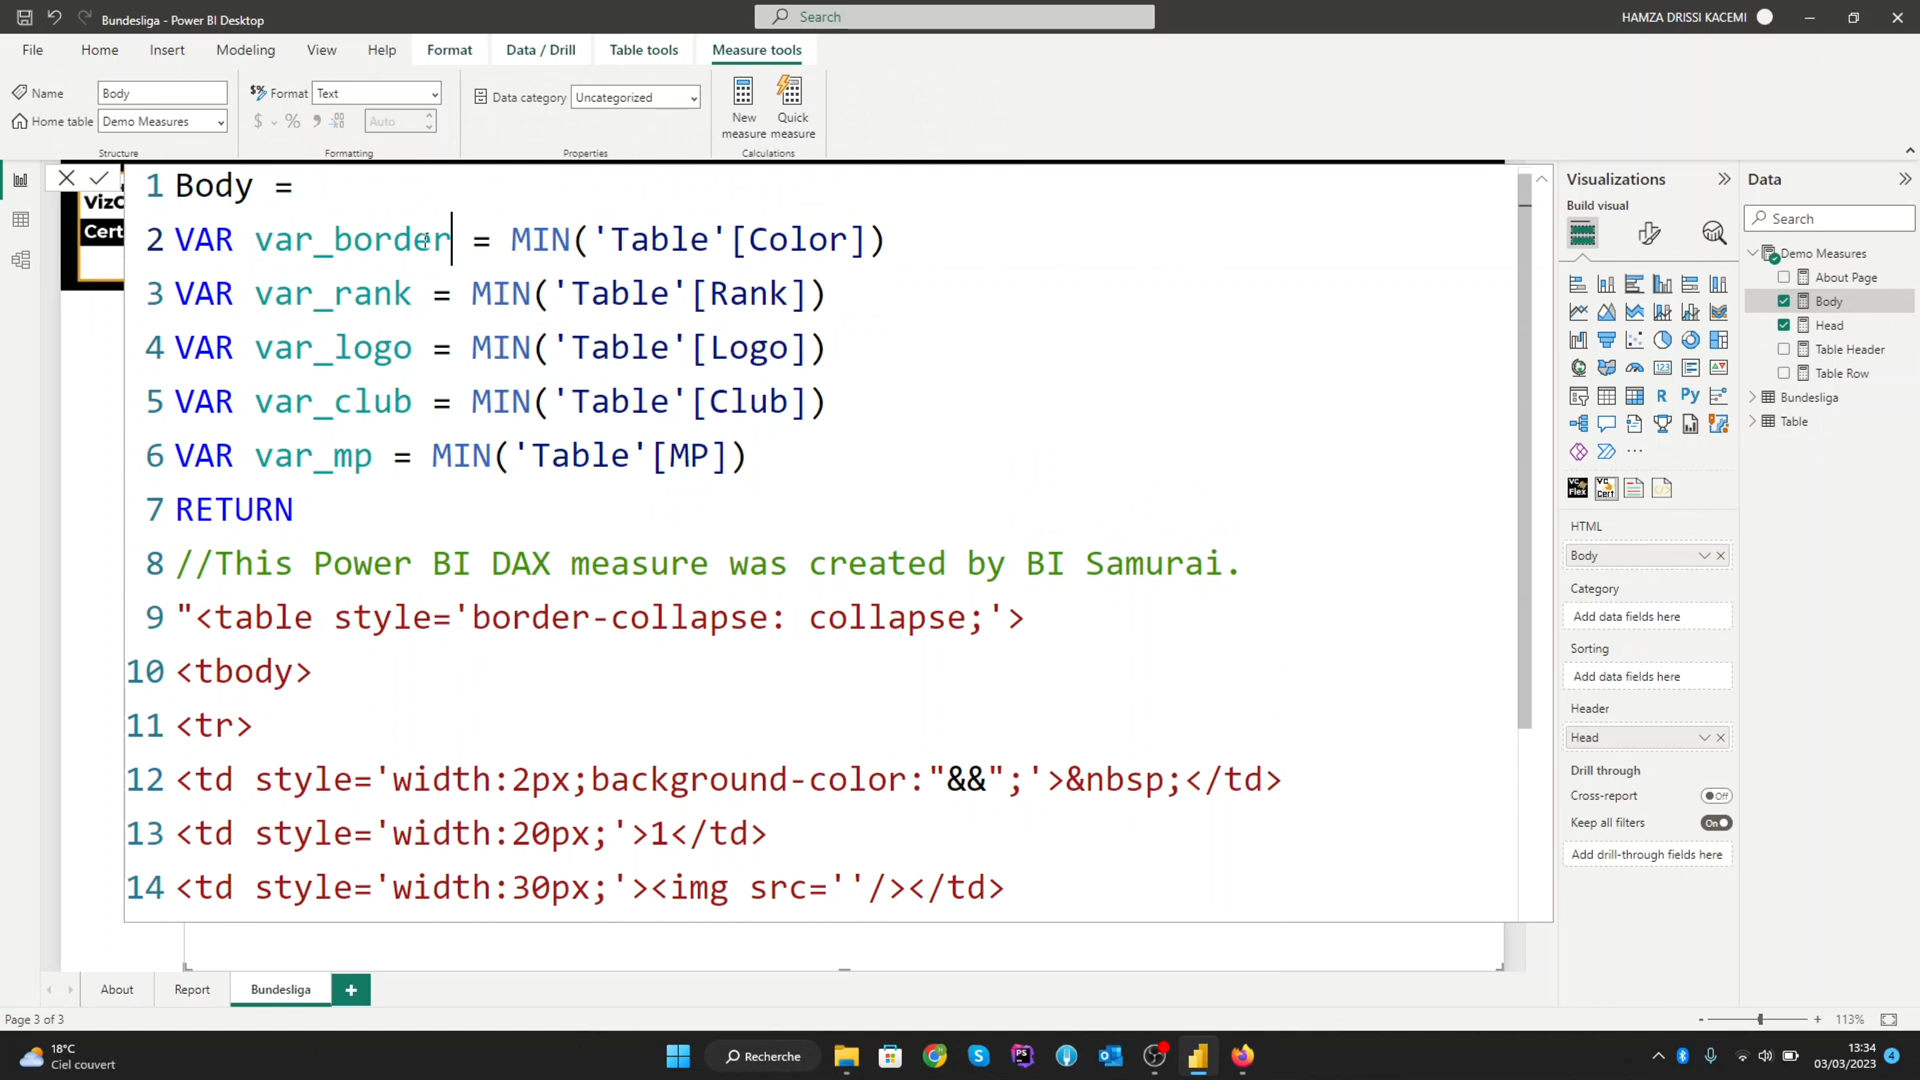 Bundesliga - Power BI Desktop
Search
HAMZA DRISSI KACEMI
File Home Insert Modeling View Help Format Data / Drill Table tools Measure tools
Name Body
Home table Demo Measures
Structure
Format Text
$ % Auto
Formatting
Data category Uncategorized
Properties
New measure
Quick measure
Calculations
VizC
Cert
1 Body =
2 VAR var_border = MIN('Table'[Color])
3 VAR var_rank = MIN('Table'[Rank])
4 VAR var_logo = MIN('Table'[Logo])
5 VAR var_club = MIN('Table'[Club])
6 VAR var_mp = MIN('Table'[MP])
7 RETURN
8 //This Power BI DAX measure was created by BI Samurai.
9 "<table style='border-collapse: collapse;'>
10 <tbody>
11 <tr>
12 <td style='width:2px;background-color:"&&";'>&nbsp;</td>
13 <td style='width:20px;'>1</td>
14 <td style='width:30px;'><img src=''/></td>
Visualizations
Build visual
R Py
VC Flex VC Cert
HTML
Body
Category
Add data fields here
Sorting
Add data fields here
Header
Head
Drill through
Cross-report Off
Keep all filters On
Add drill-through fields here
Data
Search
Demo Measures
About Page
Body
Head
Table Header
Table Row
Bundesliga
Table
About Report Bundesliga +
Page 3 of 3
- + 113%
18°C
Ciel couvert
Recherche
PS
13:34
03/03/2023
4